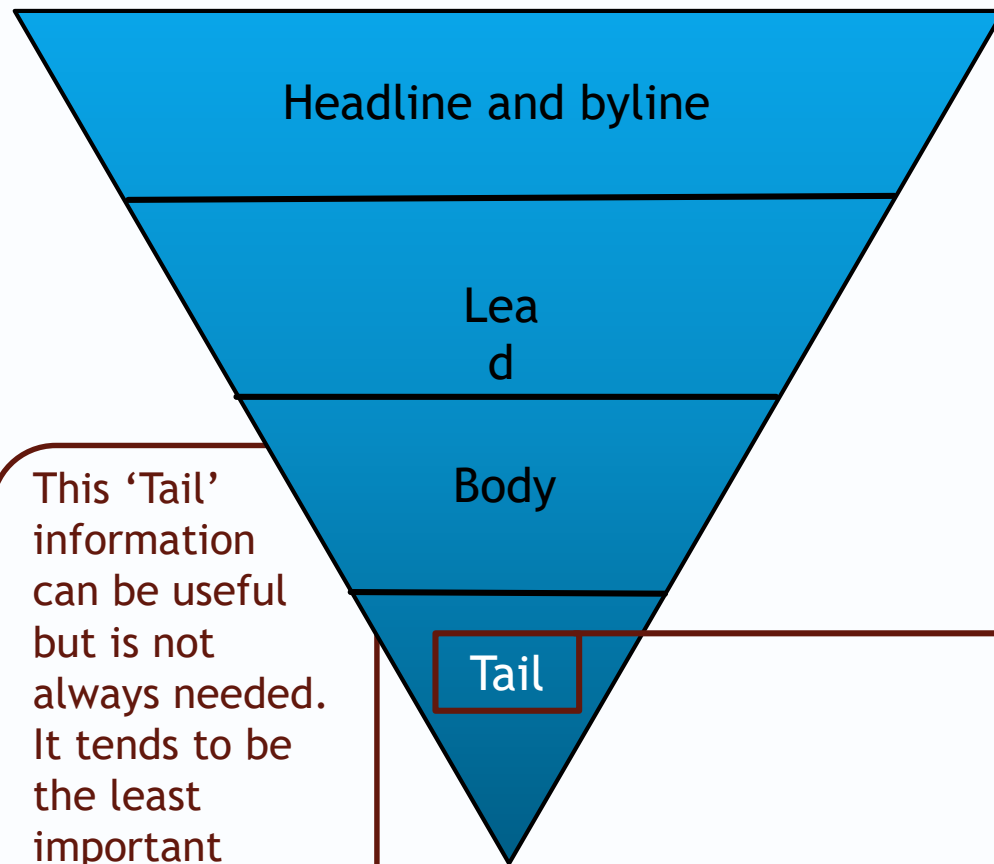 Headline and byline
Lea
d
Body
Tail
This ‘Tail’
information
can be useful
but is not
always needed.
It tends to be
the least
important